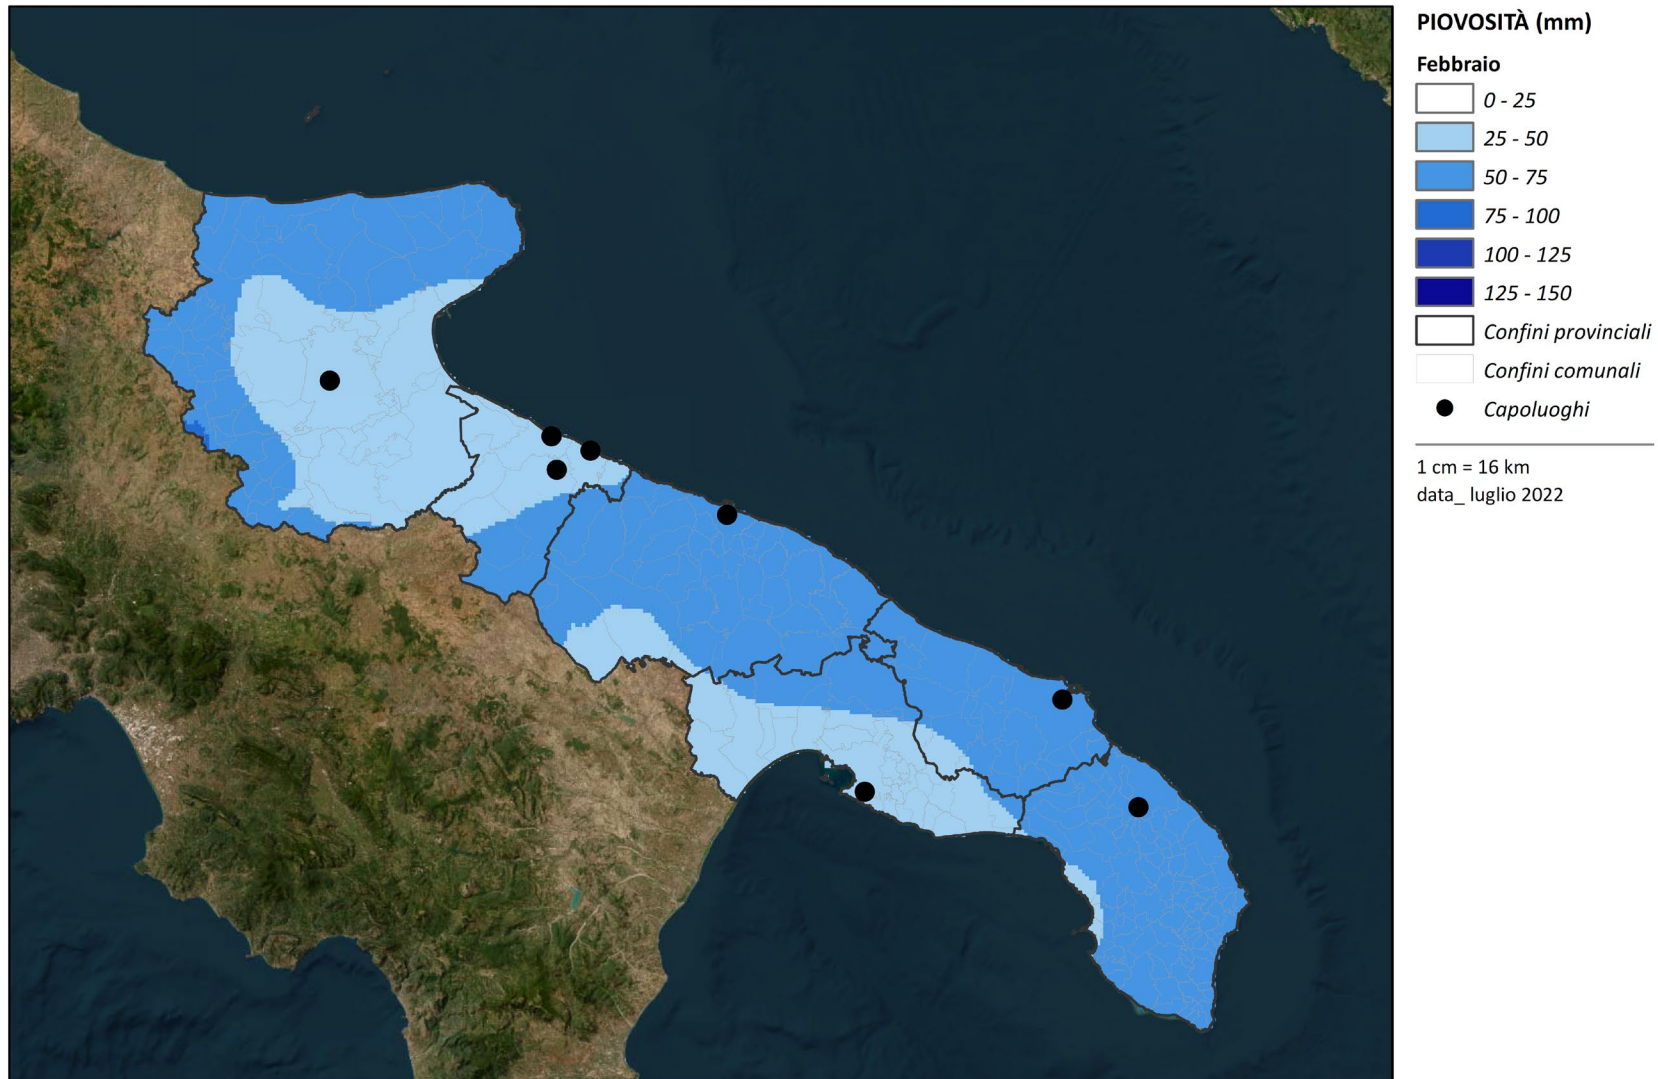 PIOVOSITÀ (mm)
Febbraio
0 - 25
25 - 50
50 - 75
75 - 100
100 - 125
125 - 150
Confini provinciali
Confini comunali
Capoluoghi
1 cm = 16 km
data_ luglio 2022